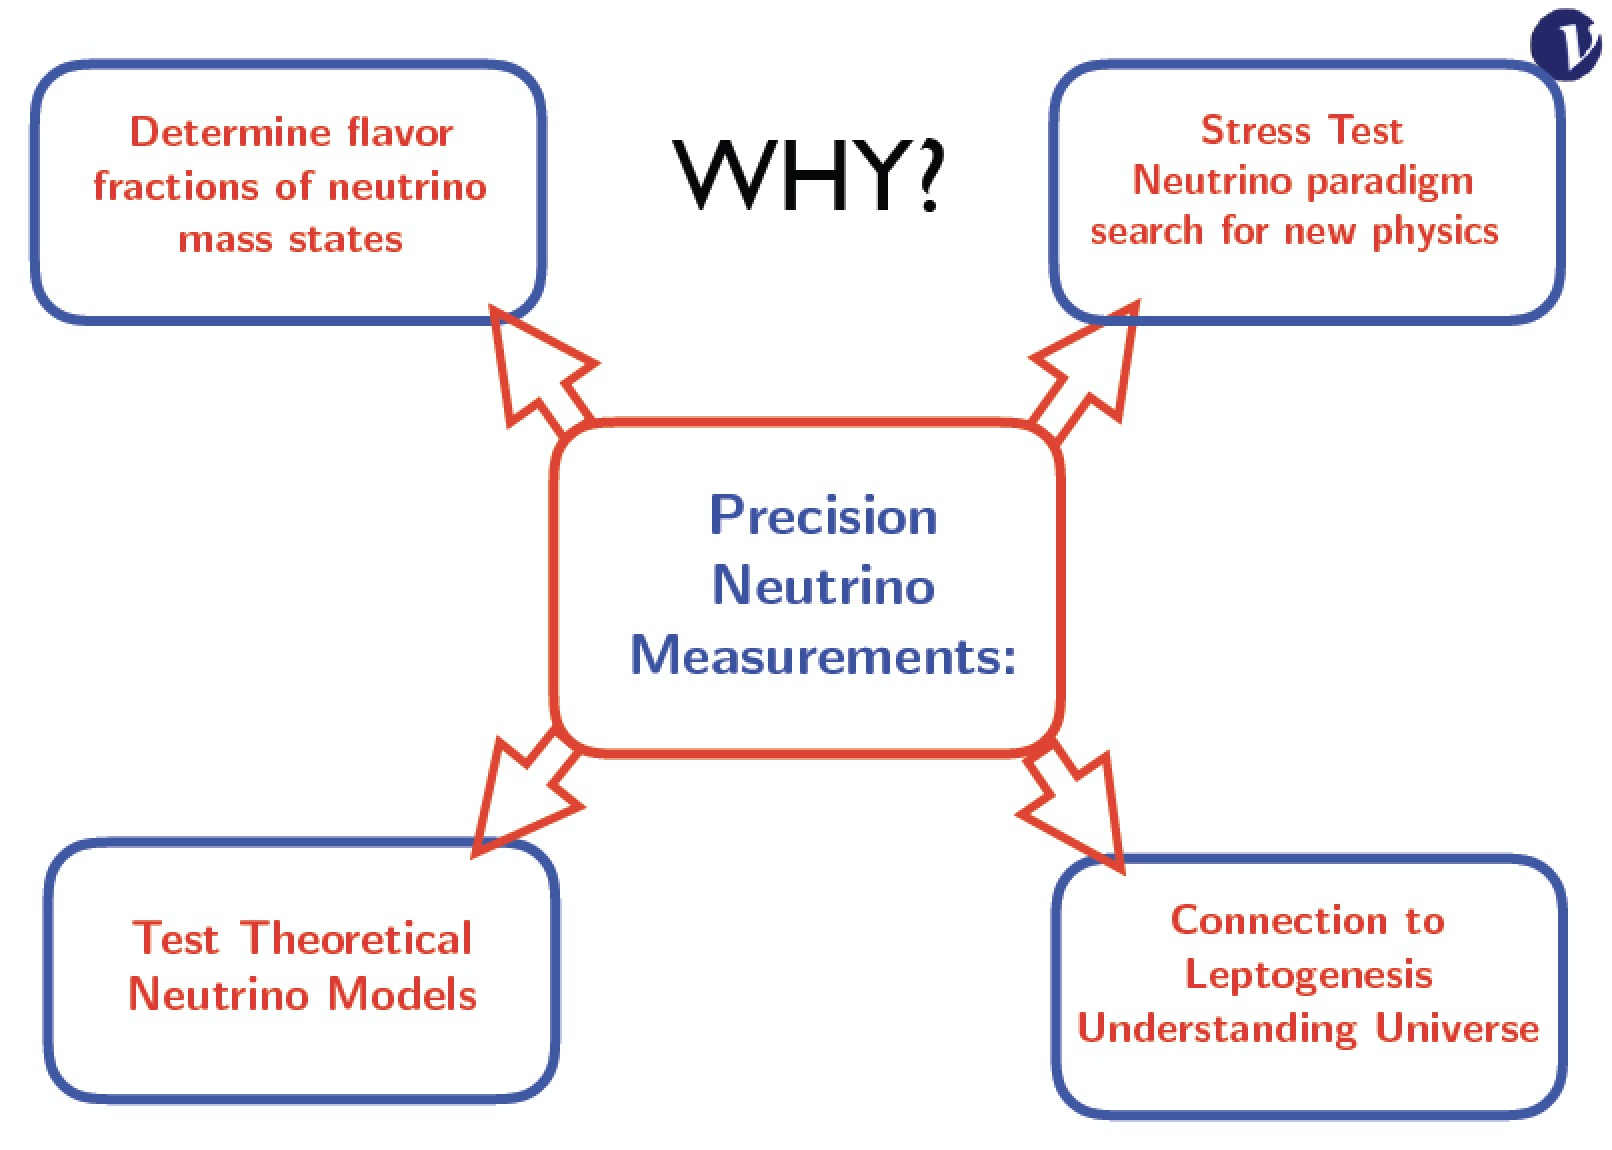 Determine flavor
fractions of neutrino
mass states
WHY?
Stress Test
Neutrino paradigm
search for new physics
Precision
Neutrino
Measurements:
Test Theoretical
Neutrino Models
Connection to
Leptogenesis
Understanding Universe